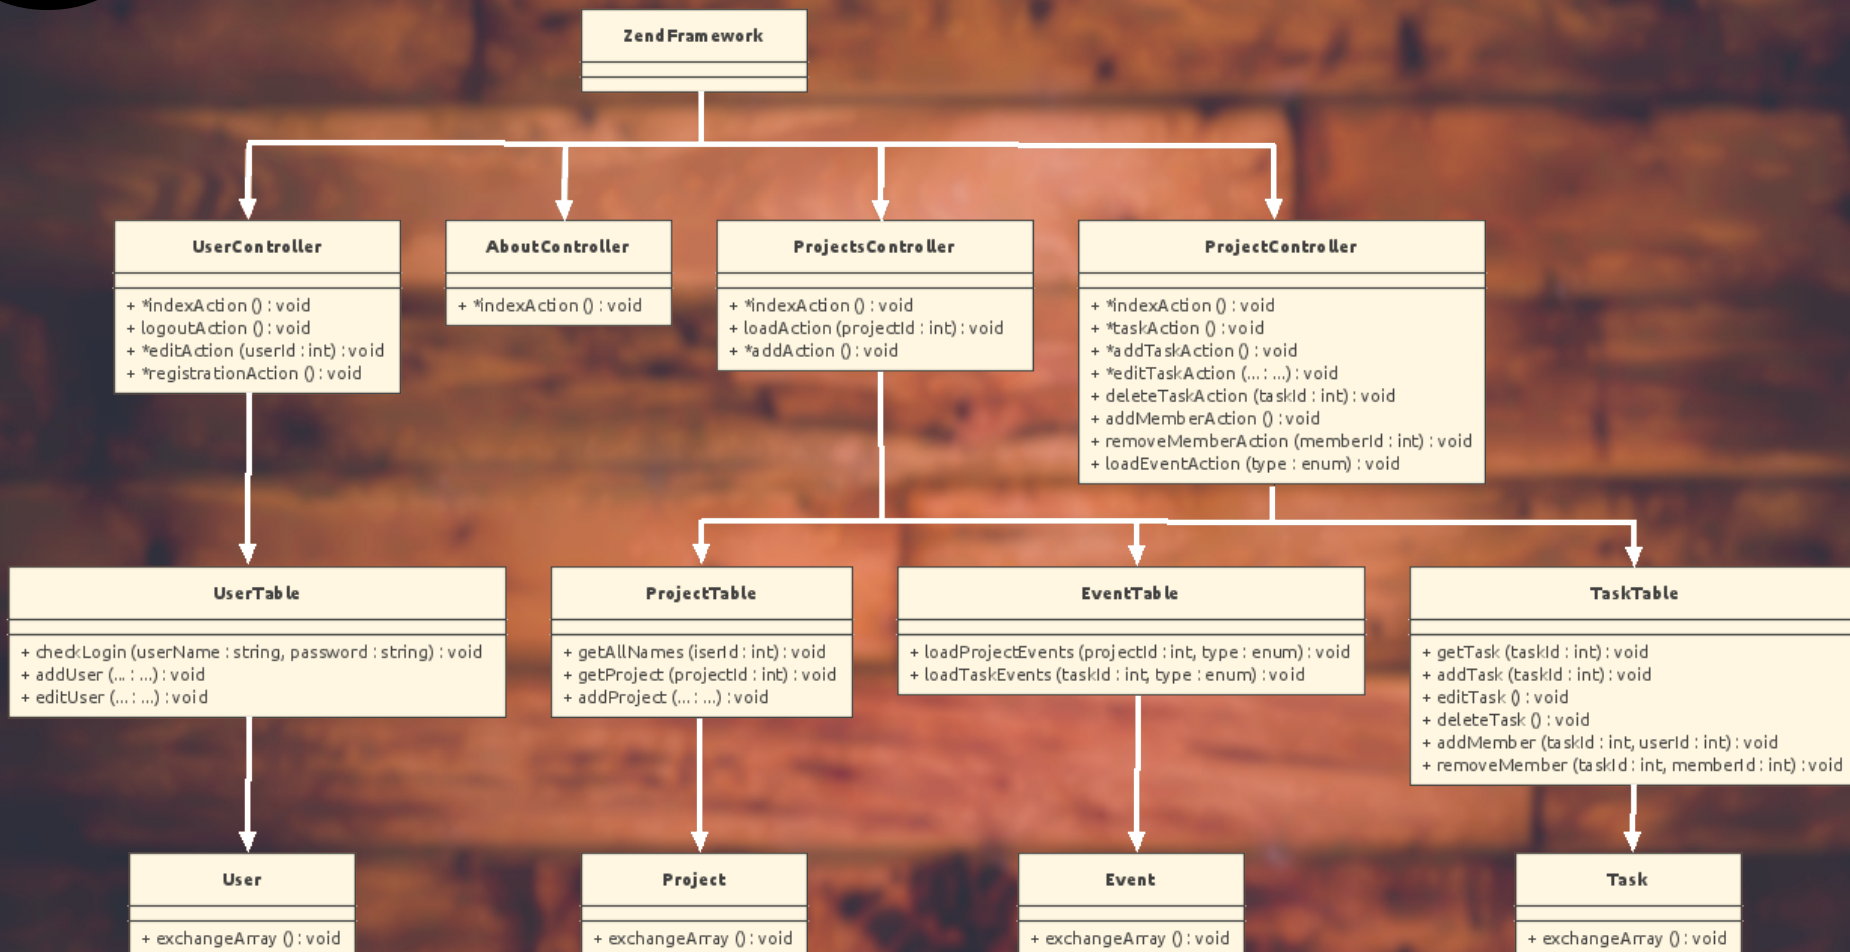 ZendFramework
UserController
+ *indexAction () : void
+ logoutAction () : void
+ *editAction (userId : int) : void
+ *registrationAction () : void
AboutController
+ *indexAction () : void
ProjectsController
+ *indexAction () : void
+ loadAction (projectId : int) : void
+ *addAction () : void
ProjectController
+ *indexAction () : void
+ *taskAction () : void
+ *addTaskAction () : void
+ *editTaskAction (... : ...) : void
+ deleteTaskAction (taskId : int) : void
+ addMemberAction () : void
+ removeMemberAction (memberId : int) : void
+ loadEventAction (type : enum) : void
UserTable
+ checkLogin (userName : string, password : string) : void
+ addUser (... : ...) : void
+ editUser (... : ...) : void
ProjectTable
+ getAllNames (iserId : int) : void
+ getProject (projectId : int) : void
+ addProject (... : ...) : void
EventTable
+ loadProjectEvents (projectId : int, type : enum) : void
+ loadTaskEvents (taskId : int, type : enum) : void
TaskTable
+ getTask (taskId : int) : void
+ addTask (taskId : int) : void
+ editTask () : void
+ deleteTask () : void
+ addMember (taskId : int, userId : int) : void
+ removeMember (taskId : int, memberId : int) : void
User
+ exchangeArray () : void
Project
+ exchangeArray () : void
Event
+ exchangeArray () : void
Task
+ exchangeArray () : void